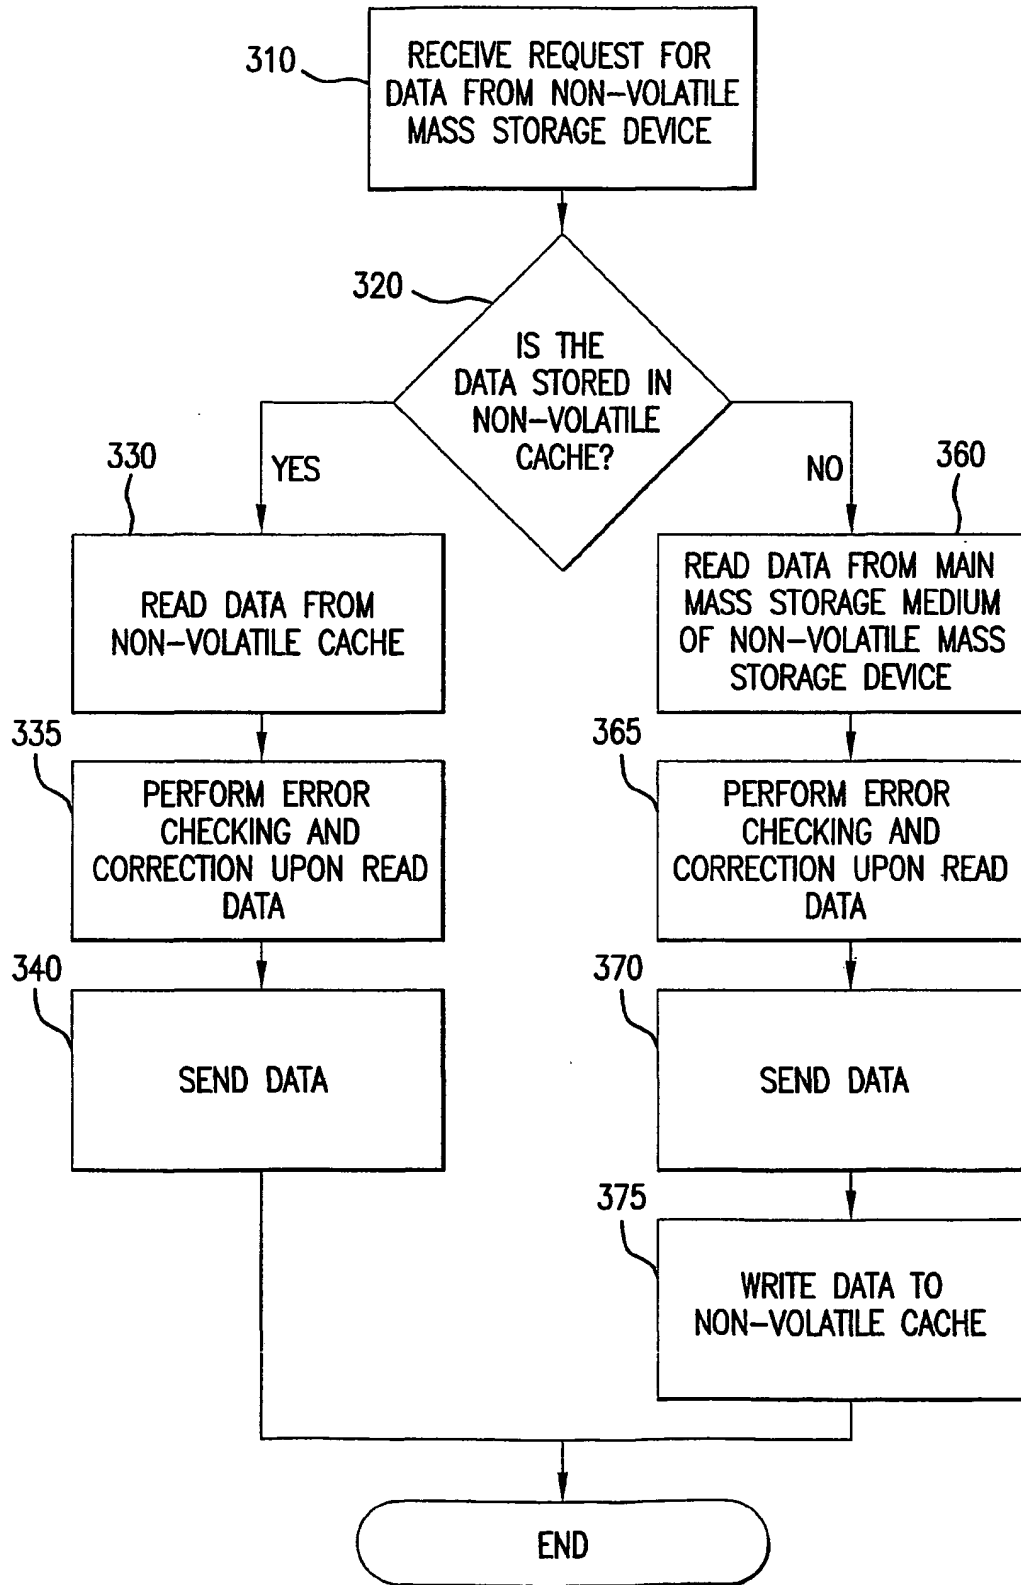 310
RECEIVE REQUEST FOR
DATA FROM NON-VOLATILE
MASS STORAGE DEVICE
320
IS THE
DATA STORED IN
NON-VOLATILE
CACHE?
YES
NO
330
READ DATA FROM
NON-VOLATILE CACHE
360
READ DATA FROM MAIN
MASS STORAGE MEDIUM
OF NON-VOLATILE MASS
STORAGE DEVICE
335
PERFORM ERROR
CHECKING AND
CORRECTION UPON READ
DATA
365
PERFORM ERROR
CHECKING AND
CORRECTION UPON READ
DATA
340
SEND DATA
370
SEND DATA
375
WRITE DATA TO
NON-VOLATILE CACHE
END